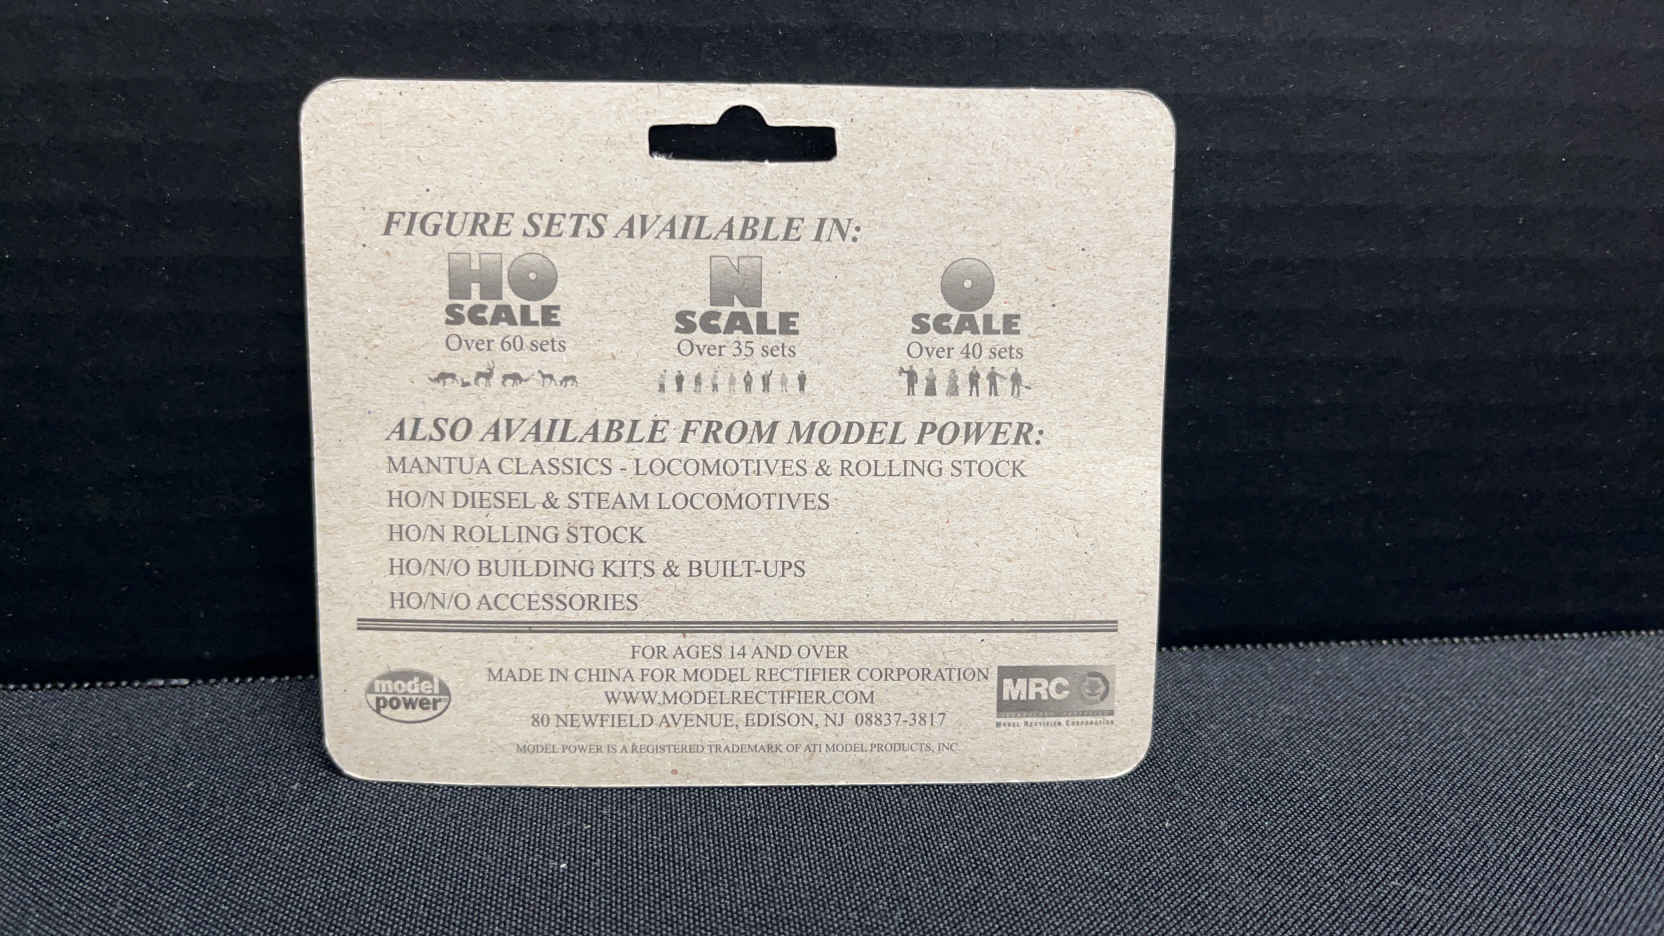 FIGURE SETS AVAILABLE IN:
HO
SCALE
Over 60 sets
N
SCALE
Over 35 sets
O
SCALE
Over 40 sets
ALSO AVAILABLE FROM MODEL POWER:
MANTUA CLASSICS - LOCOMOTIVES & ROLLING STOCK
HO/N DIESEL & STEAM LOCOMOTIVES
HO/N ROLLING STOCK
HO/N/O BUILDING KITS & BUILT-UPS
HO/N/O ACCESSORIES
FOR AGES 14 AND OVER
MADE IN CHINA FOR MODEL RECTIFIER CORPORATION
WWW.MODELRECTIFIER.COM
80 NEWFIELD AVENUE, EDISON, NJ 08837-3817
MODEL POWER IS A REGISTERED TRADEMARK OF ATI MODEL PRODUCTS, INC.
model
power
MRC
MODEL RECTIFIER CORPORATION